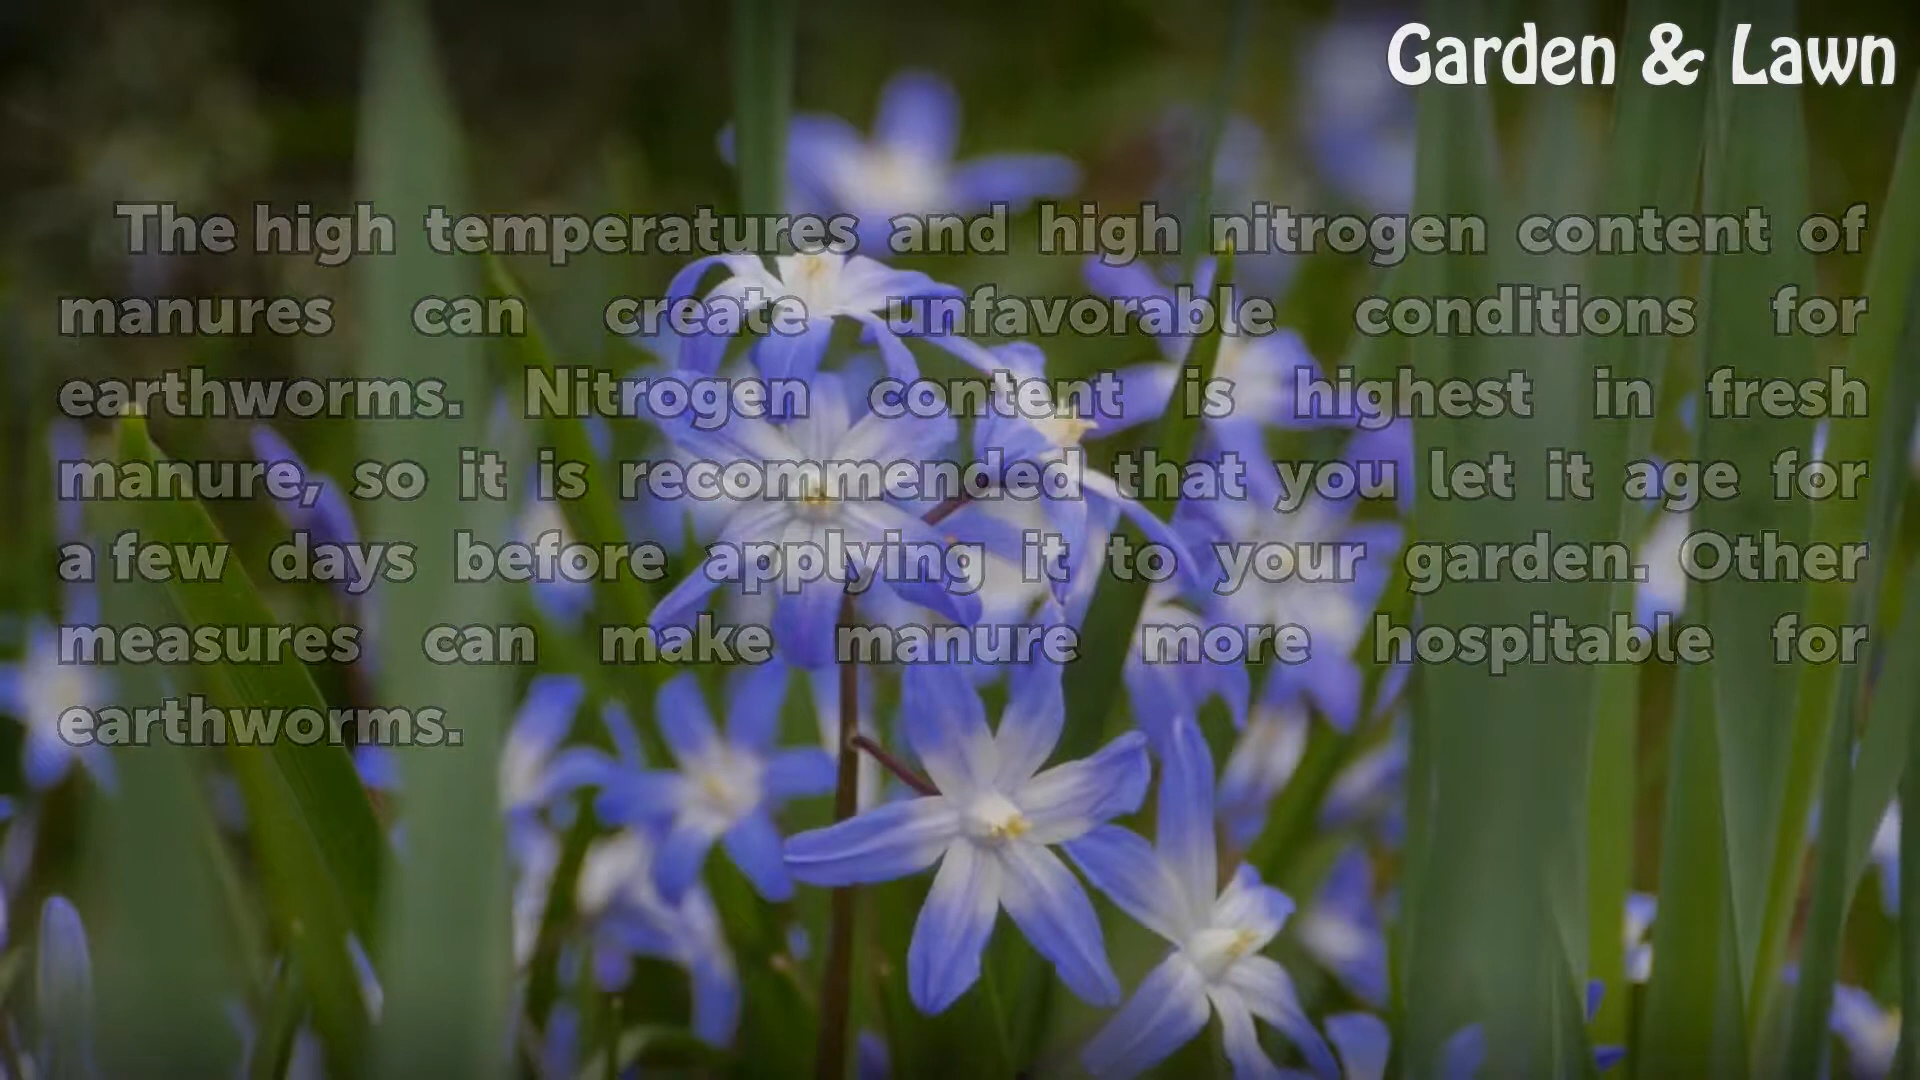 Garden & Lawn
The high temperatures and high nitrogen content of
manures can create unfavorable conditions for
earthworms. Nitrogen content is highest in fresh
manure, so it is recommended that you let it age for
a few days before applying it to your garden. Other
measures can make manure more hospitable for
earthworms.